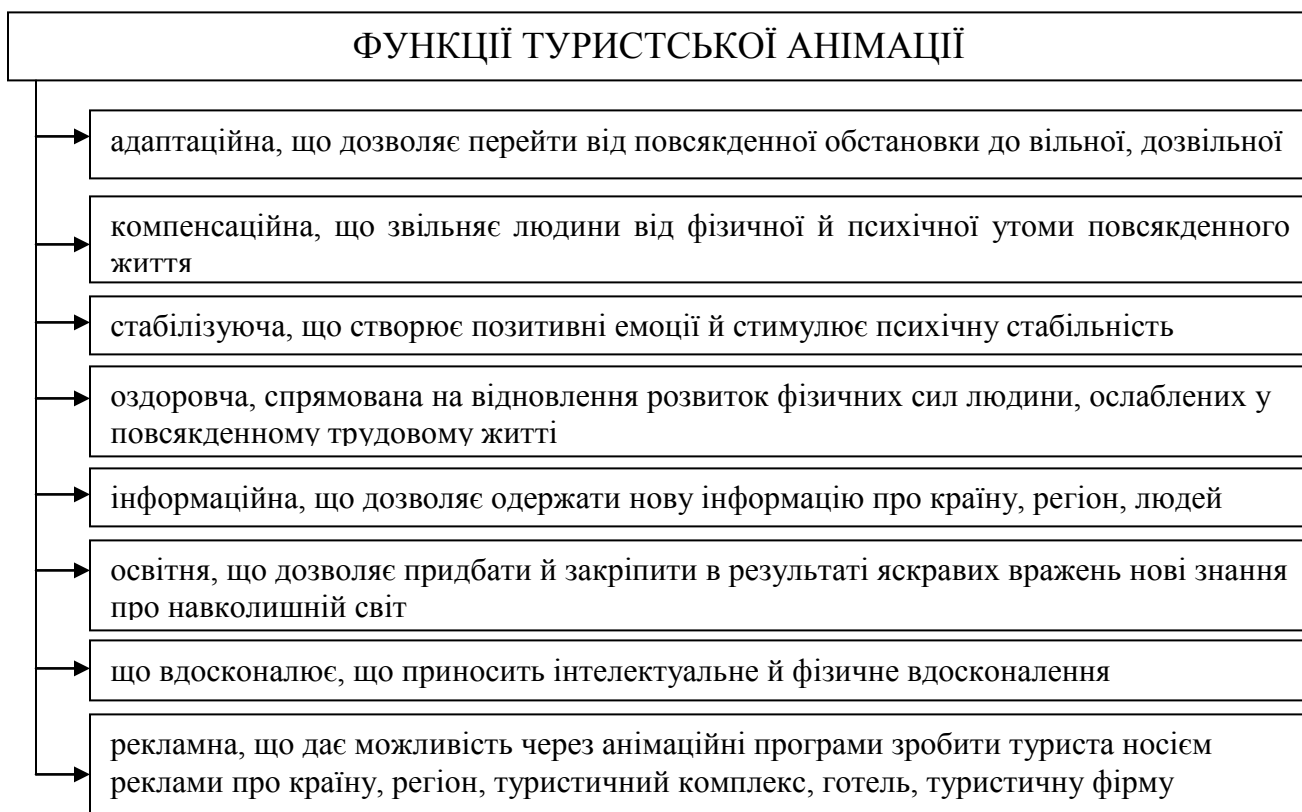 ФУНКЦІЇ ТУРИСТСЬКОЇ АНІМАЦІЇ
адаптаційна, що дозволяє перейти від повсякденної обстановки до вільної, дозвільної
компенсаційна, що звільняє людини від фізичної й психічної утоми повсякденного
життя
стабілізуюча, що створює позитивні емоції й стимулює психічну стабільність
оздоровча, спрямована на відновлення розвиток фізичних сил людини, ослаблених у
повсякденному трудовому житті
інформаційна, що дозволяє одержати нову інформацію про країну, регіон, людей
освітня, що дозволяє придбати й закріпити в результаті яскравих вражень нові знання
про навколишній світ
що вдосконалює, що приносить інтелектуальне й фізичне вдосконалення
рекламна, що дає можливість через анімаційні програми зробити туриста носієм
реклами про країну, регіон, туристичний комплекс, готель, туристичну фірму